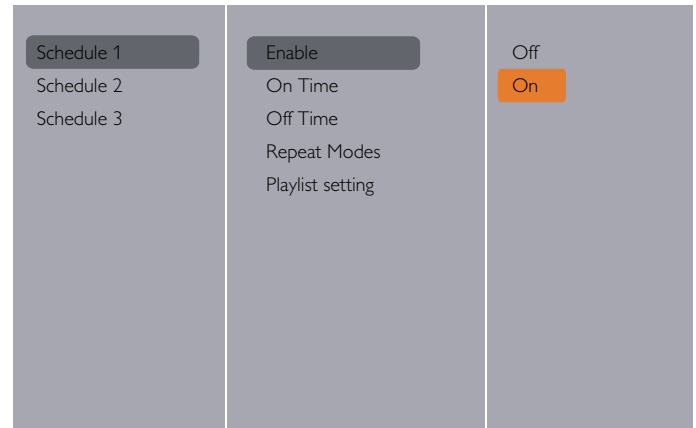 Schedule 1
Schedule 2
Schedule 3
Enable
On Time
Off Time
Repeat Modes
Playlist setting
Off
On